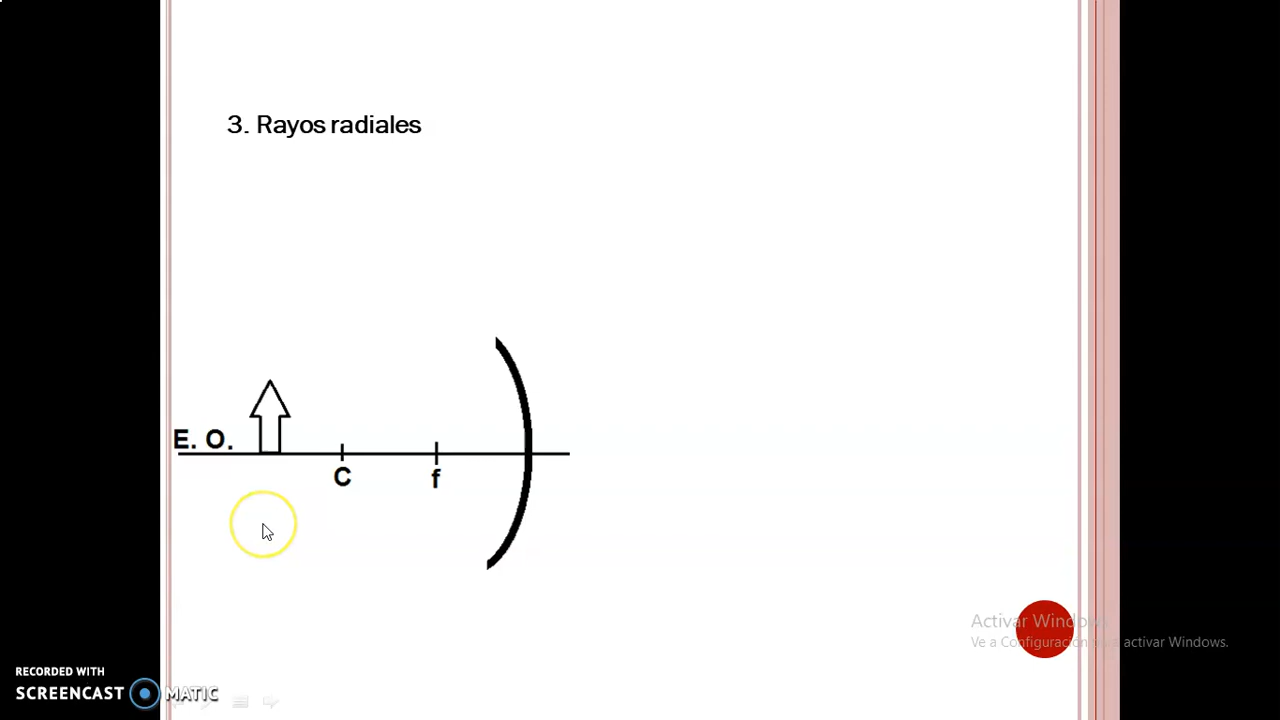 3. Rayos radiales
E. O.
C
f
Activar Windows
Ve a Configuración para activar Windows.
RECORDED WITH
SCREENCAST MATIC